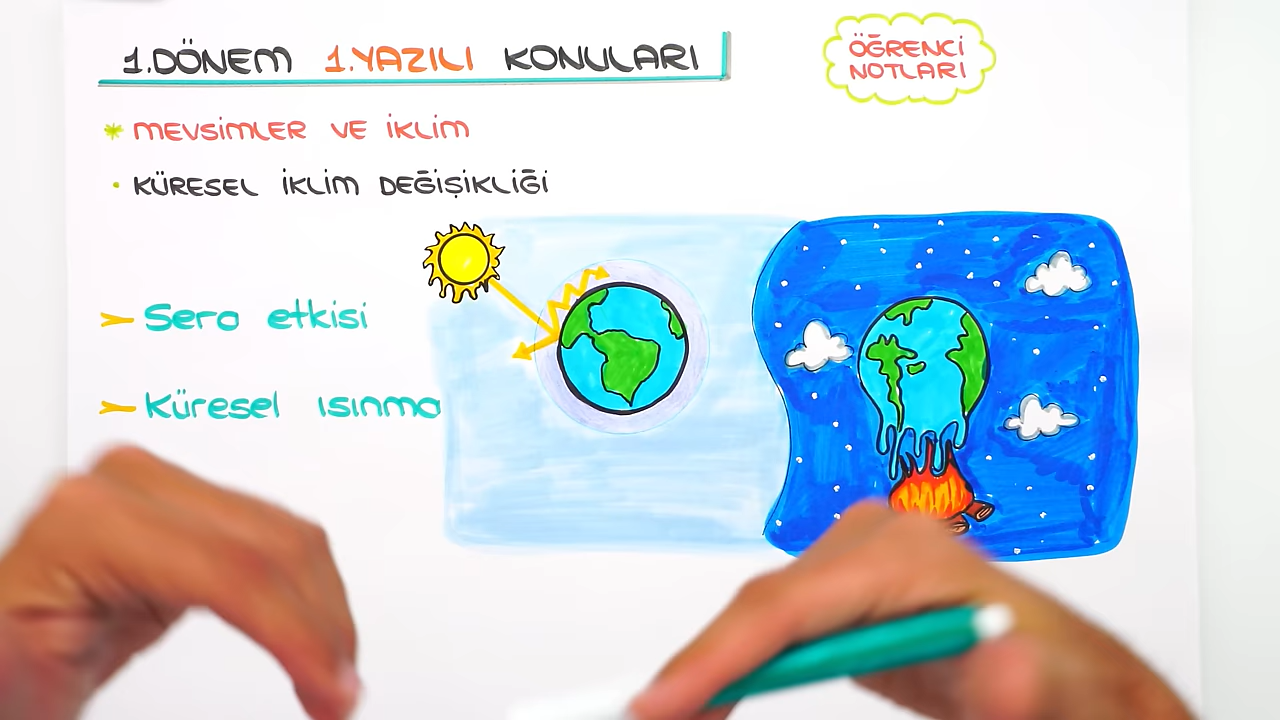 1.DÖNEM 1.YAZILI KONULARI
ÖĞRENCİ
NOTLARI
* MEVSİMLER VE İKLİM
• KÜRESEL İKLİM DEĞİŞİKLİĞİ
➤ Sera etkisi
➤ Küresel ısınma